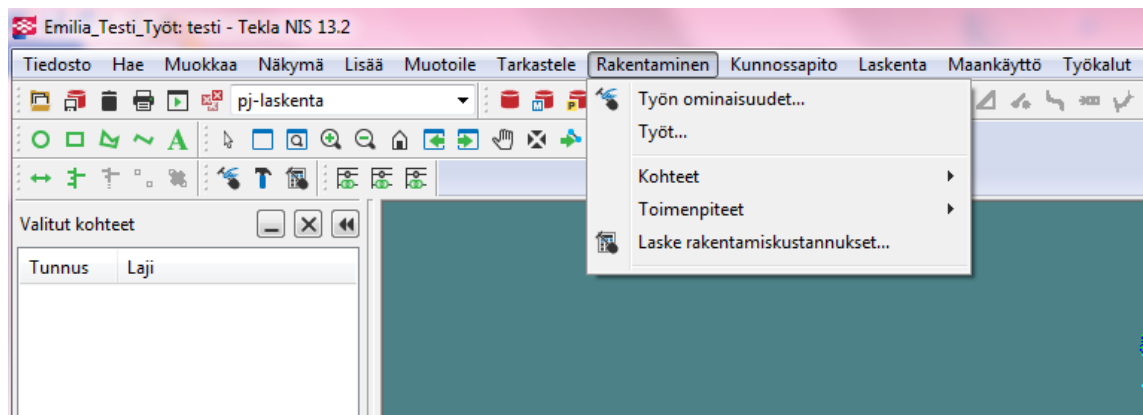 Emilia_Testi_Työt: testi - Tekla NIS 13.2
Tiedosto Hae Muokkaa Näkymä Lisää Muotoile Tarkastele Rakentaminen Kunnossapito Laskenta Maankäyttö Työkalut
pj-laskenta
Työn ominaisuudet...
Työt...
Kohteet
Toimenpiteet
Laske rakentamiskustannukset...
Valitut kohteet
Tunnus Laji